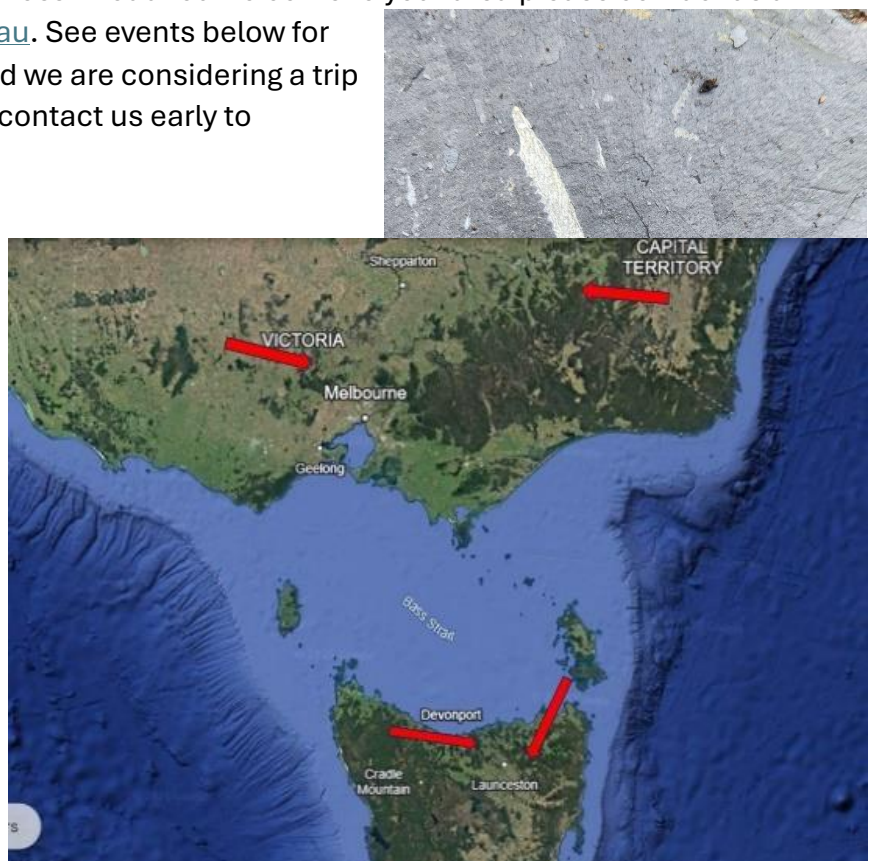 au. See events below for
d we are considering a trip
contact us early to
CAPITAL
TERRITORY
Shepparton
VICTORIA
Melbourne
Geelong
Bass Strait
Devonport
Cradle
Mountain
Launceston